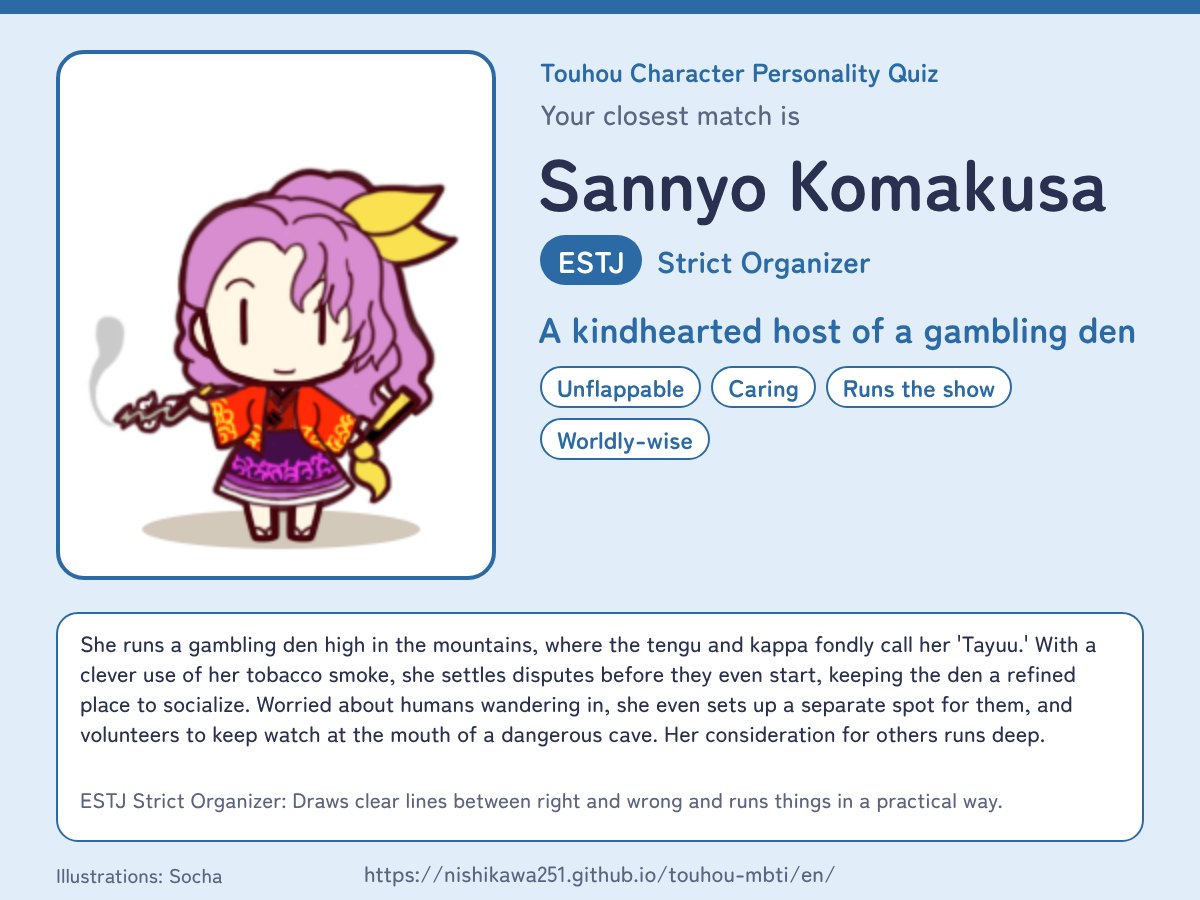 Touhou Character Personality Quiz
Your closest match is
Sannyo Komakusa
ESTJ Strict Organizer
A kindhearted host of a gambling den
Unflappable Caring Runs the show
Worldly-wise
She runs a gambling den high in the mountains, where the tengu and kappa fondly call her 'Tayuu.' With a
clever use of her tobacco smoke, she settles disputes before they even start, keeping the den a refined
place to socialize. Worried about humans wandering in, she even sets up a separate spot for them, and
volunteers to keep watch at the mouth of a dangerous cave. Her consideration for others runs deep.
ESTJ Strict Organizer: Draws clear lines between right and wrong and runs things in a practical way.
Illustrations: Socha https://nishikawa251.github.io/touhou-mbti/en/